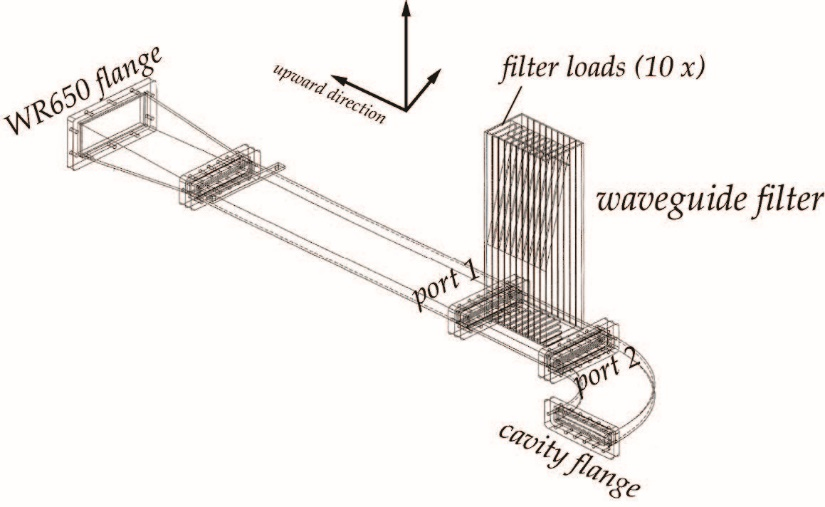 WR650 flange
upward direction
filter loads (10 x)
waveguide filter
port 1
port 2
cavity flange